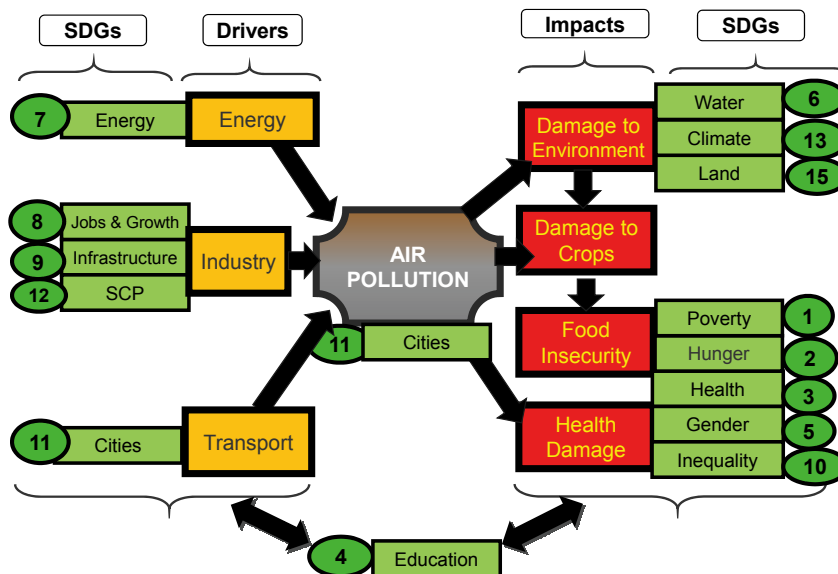 SDGs
Drivers
Impacts
SDGs
7
Energy
Energy
8
Jobs & Growth
9
Infrastructure
12
SCP
Industry
11
Cities
Transport
AIR
POLLUTION
11
Cities
Damage to
Environment
Water
6
Climate
13
Land
15
Damage to
Crops
Food
Insecurity
Health
Damage
Poverty
1
Hunger
2
Health
3
Gender
5
Inequality
10
4
Education